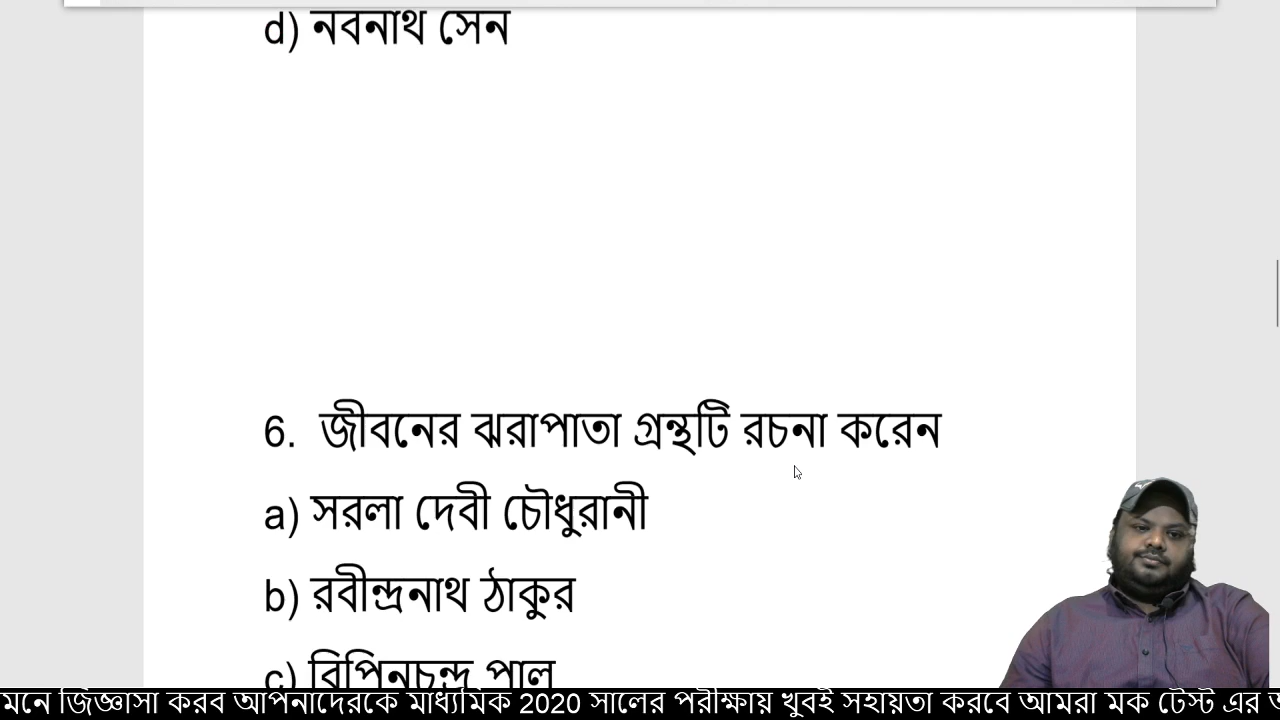 d) নবনাথ সেন
6. জীবনের ঝরাপাতা গ্রন্থটি রচনা করেন
a) সরলা দেবী চৌধুরানী
b) রবীন্দ্রনাথ ঠাকুর
c) বিপিনচন্দ্র পাল
মনে জিজ্ঞাসা করব আপনাদেরকে মাধ্যমিক 2020 সালের পরীক্ষায় খুবই সহায়তা করবে আমরা মক টেস্ট এর